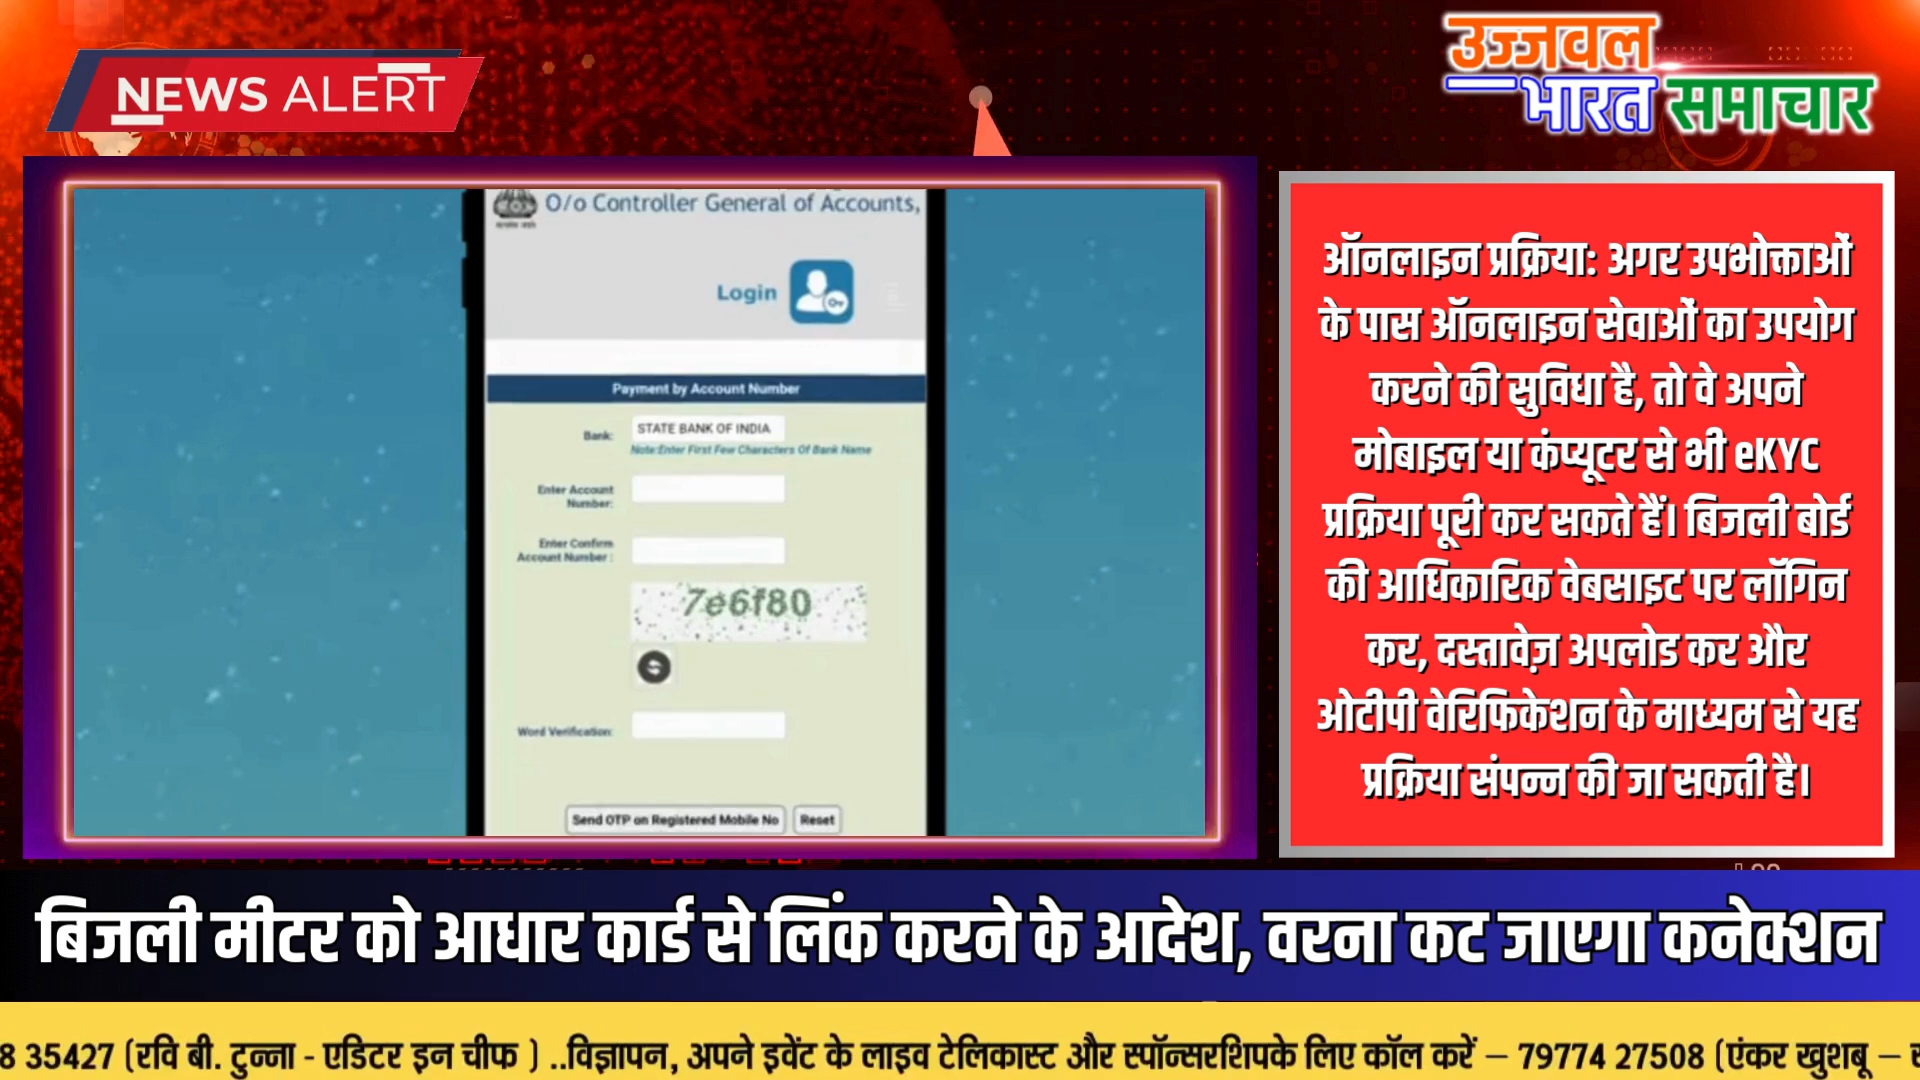 NEWS ALERT
उज्जवल
भारत समाचार
O/o Controller General of Accounts,
Login
Payment by Account Number
Bank: STATE BANK OF INDIA
Note:Enter First Few Characters Of Bank Name
Enter Account
Number:
Enter Confirm
Account Number :
7e6f80
Word Verification:
Send OTP on Registered Mobile No Reset
ऑनलाइन प्रक्रिया: अगर उपभोक्ताओं
के पास ऑनलाइन सेवाओं का उपयोग
करने की सुविधा है, तो वे अपने
मोबाइल या कंप्यूटर से भी eKYC
प्रक्रिया पूरी कर सकते हैं। बिजली बोर्ड
की आधिकारिक वेबसाइट पर लॉगिन
कर, दस्तावेज़ अपलोड कर और
ओटीपी वेरिफिकेशन के माध्यम से यह
प्रक्रिया संपन्न की जा सकती है।
बिजली मीटर को आधार कार्ड से लिंक करने के आदेश, वरना कट जाएगा कनेक्शन
8 35427 (रवि बी. टुन्ना - एडिटर इन चीफ ) ..विज्ञापन, अपने इवेंट के लाइव टेलिकास्ट और स्पॉन्सरशिपके लिए कॉल करें – 79774 27508 (एंकर खुशबू –